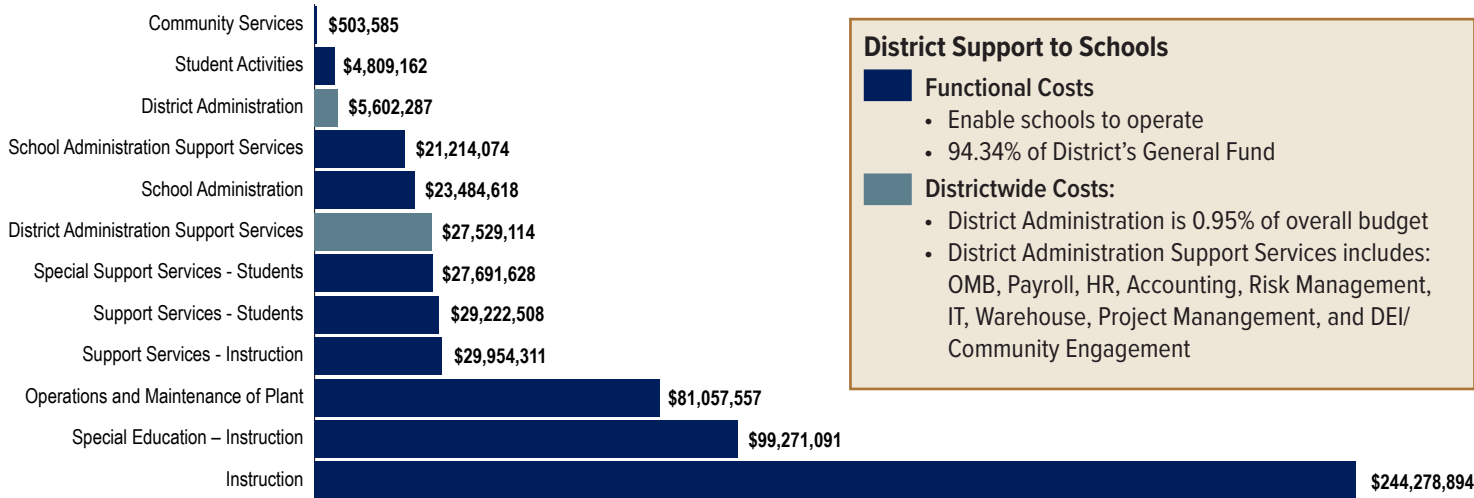 Community Services $503,585
Student Activities $4,809,162
District Administration $5,602,287
School Administration Support Services $21,214,074
School Administration $23,484,618
District Administration Support Services $27,529,114
Special Support Services - Students $27,691,628
Support Services - Students $29,222,508
Support Services - Instruction $29,954,311
Operations and Maintenance of Plant $81,057,557
Special Education – Instruction $99,271,091
Instruction $244,278,894
District Support to Schools
Functional Costs
• Enable schools to operate
• 94.34% of District's General Fund
Districtwide Costs:
• District Administration is 0.95% of overall budget
• District Administration Support Services includes:
OMB, Payroll, HR, Accounting, Risk Management,
IT, Warehouse, Project Manangement, and DEI/
Community Engagement